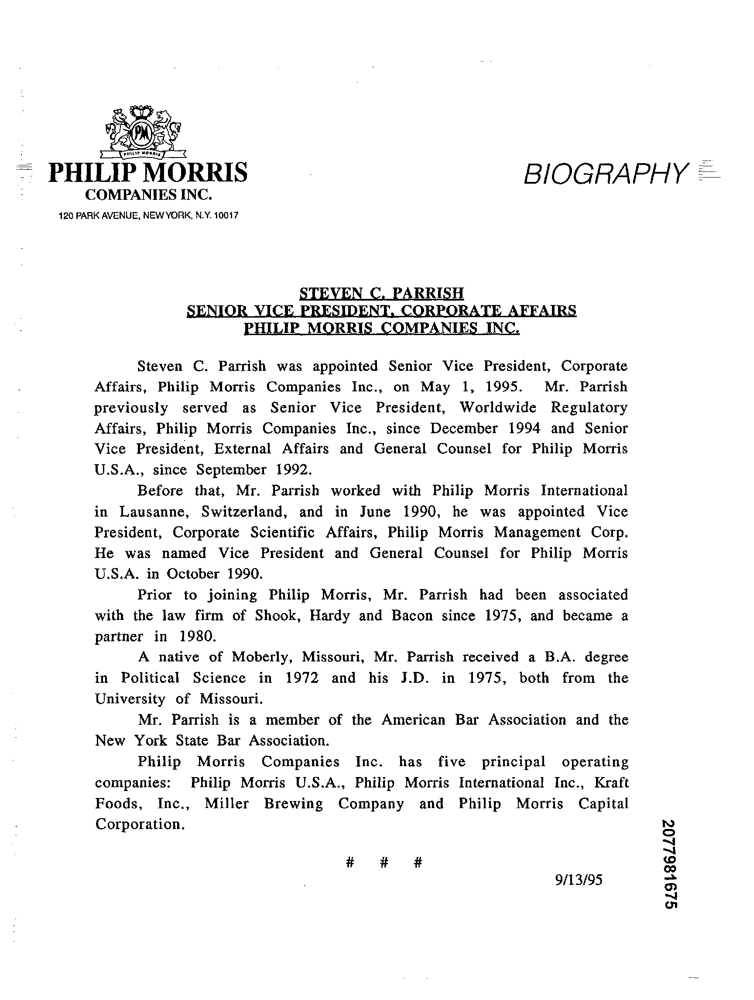 PM
PHILIP MORRIS
PHILIP MORRIS
COMPANIES INC.
120 PARK AVENUE, NEW YORK, N.Y. 10017
BIOGRAPHY
STEVEN C. PARRISH
SENIOR VICE PRESIDENT, CORPORATE AFFAIRS
PHILIP MORRIS COMPANIES INC.
Steven C. Parrish was appointed Senior Vice President, Corporate
Affairs, Philip Morris Companies Inc., on May 1, 1995. Mr. Parrish
previously served as Senior Vice President, Worldwide Regulatory
Affairs, Philip Morris Companies Inc., since December 1994 and Senior
Vice President, External Affairs and General Counsel for Philip Morris
U.S.A., since September 1992.
Before that, Mr. Parrish worked with Philip Morris International
in Lausanne, Switzerland, and in June 1990, he was appointed Vice
President, Corporate Scientific Affairs, Philip Morris Management Corp.
He was named Vice President and General Counsel for Philip Morris
U.S.A. in October 1990.
Prior to joining Philip Morris, Mr. Parrish had been associated
with the law firm of Shook, Hardy and Bacon since 1975, and became a
partner in 1980.
A native of Moberly, Missouri, Mr. Parrish received a B.A. degree
in Political Science in 1972 and his J.D. in 1975, both from the
University of Missouri.
Mr. Parrish is a member of the American Bar Association and the
New York State Bar Association.
Philip Morris Companies Inc. has five principal operating
companies: Philip Morris U.S.A., Philip Morris International Inc., Kraft
Foods, Inc., Miller Brewing Company and Philip Morris Capital
Corporation.
# # #
9/13/95
2077981675